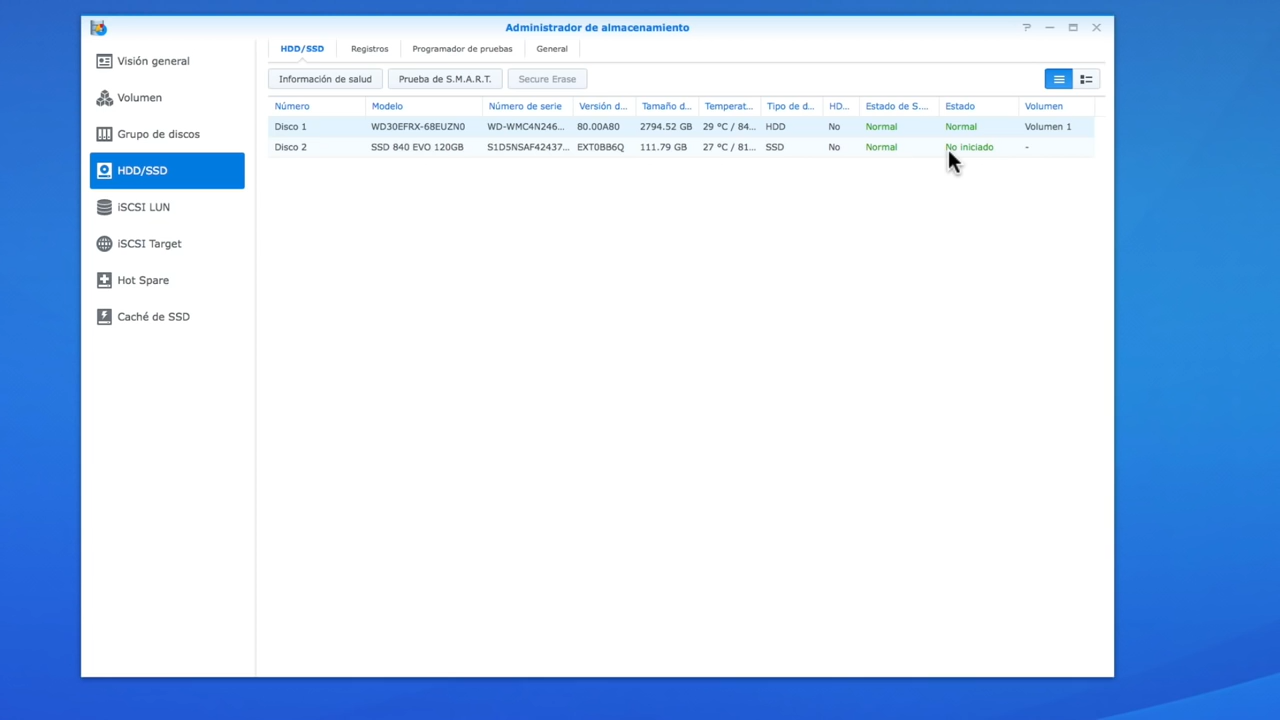 Administrador de almacenamiento
Visión general
Volumen
Grupo de discos
HDD/SSD
iSCSI LUN
iSCSI Target
Hot Spare
Caché de SSD
HDD/SSD Registros Programador de pruebas General
Información de salud Prueba de S.M.A.R.T. Secure Erase
Número Modelo Número de serie Versión d... Tamaño d... Temperat... Tipo de d... HD... Estado de S.... Estado Volumen
Disco 1 WD30EFRX-68EUZN0 WD-WMC4N246... 80.00A80 2794.52 GB 29 °C / 84... HDD No Normal Normal Volumen 1
Disco 2 SSD 840 EVO 120GB S1D5NSAF42437... EXT0BB6Q 111.79 GB 27 °C / 81... SSD No Normal No iniciado -